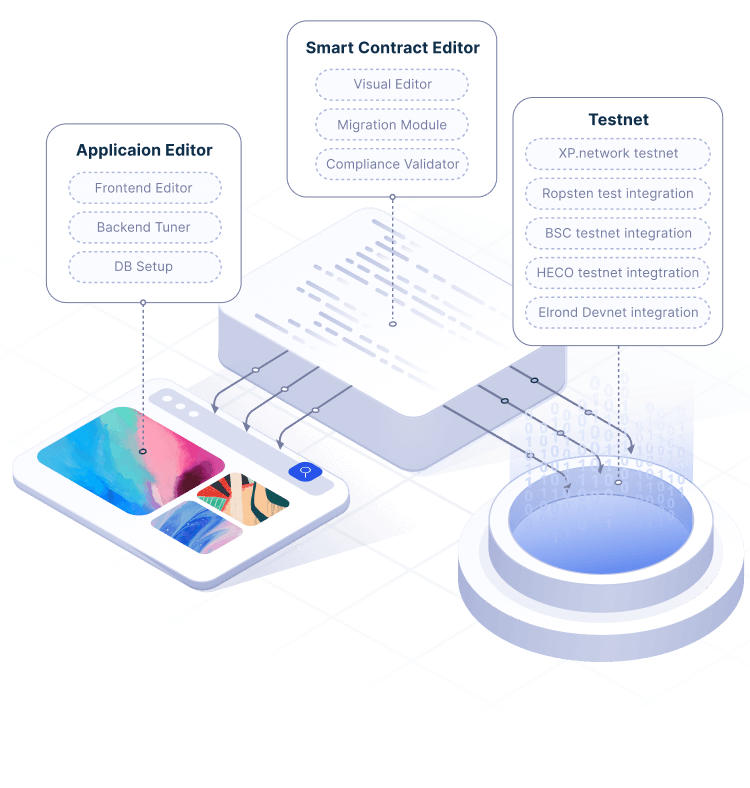 Smart Contract Editor
Visual Editor
Migration Module
Compliance Validator
Testnet
XP.network testnet
Ropsten test integration
BSC testnet integration
HECO testnet integtration
Elrond Devnet integration
Applicaion Editor
Frontend Editor
Backend Tuner
DB Setup